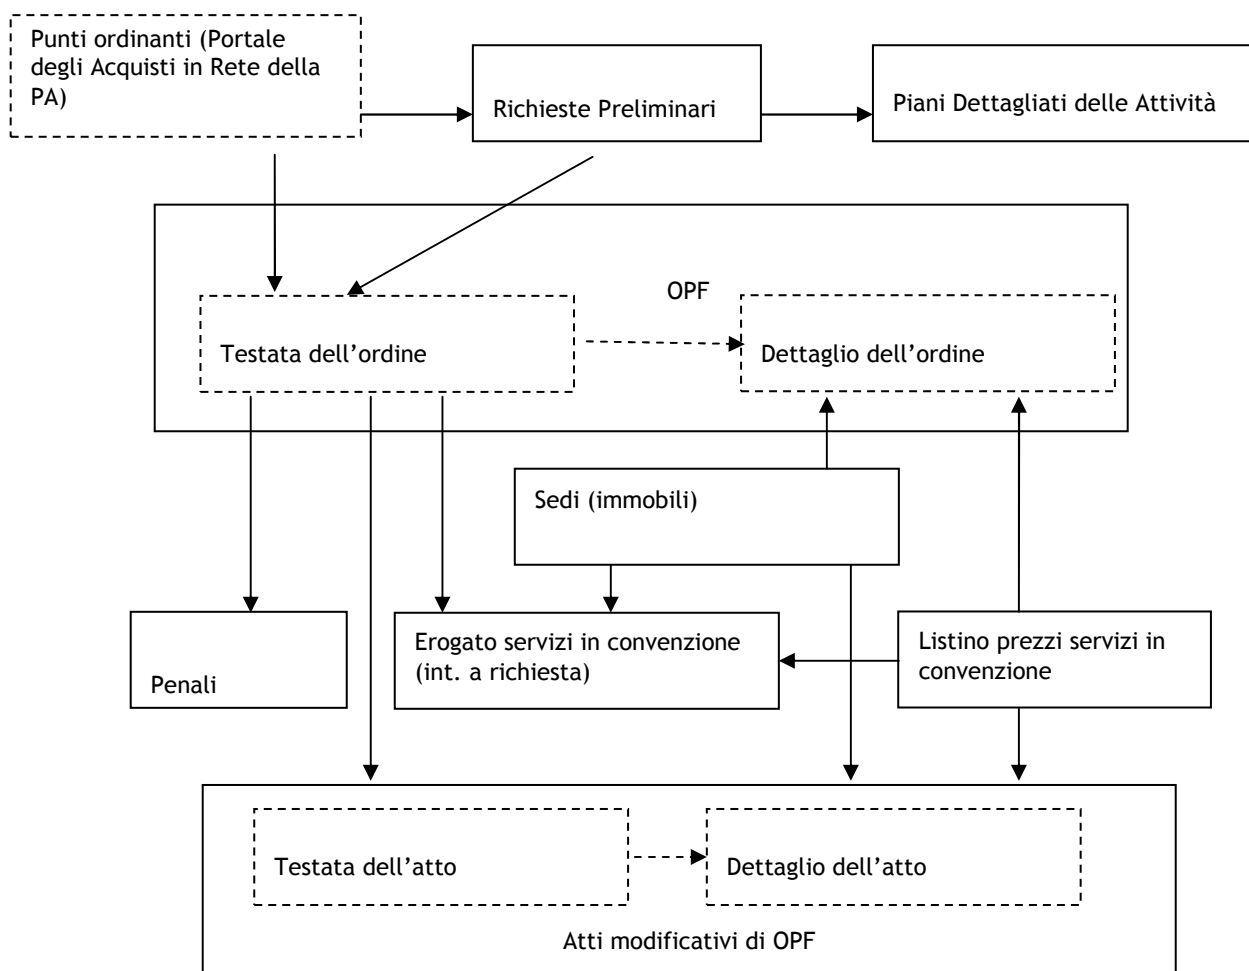 Punti ordinanti (Portale
degli Acquisti in Rete della
PA)
Richieste Preliminari
Piani Dettagliati delle Attività
OPF
Testata dell’ordine
Dettaglio dell’ordine
Sedi (immobili)
Penali
Erogato servizi in convenzione
(int. a richiesta)
Listino prezzi servizi in
convenzione
Testata dell’atto
Dettaglio dell’atto
Atti modificativi di OPF